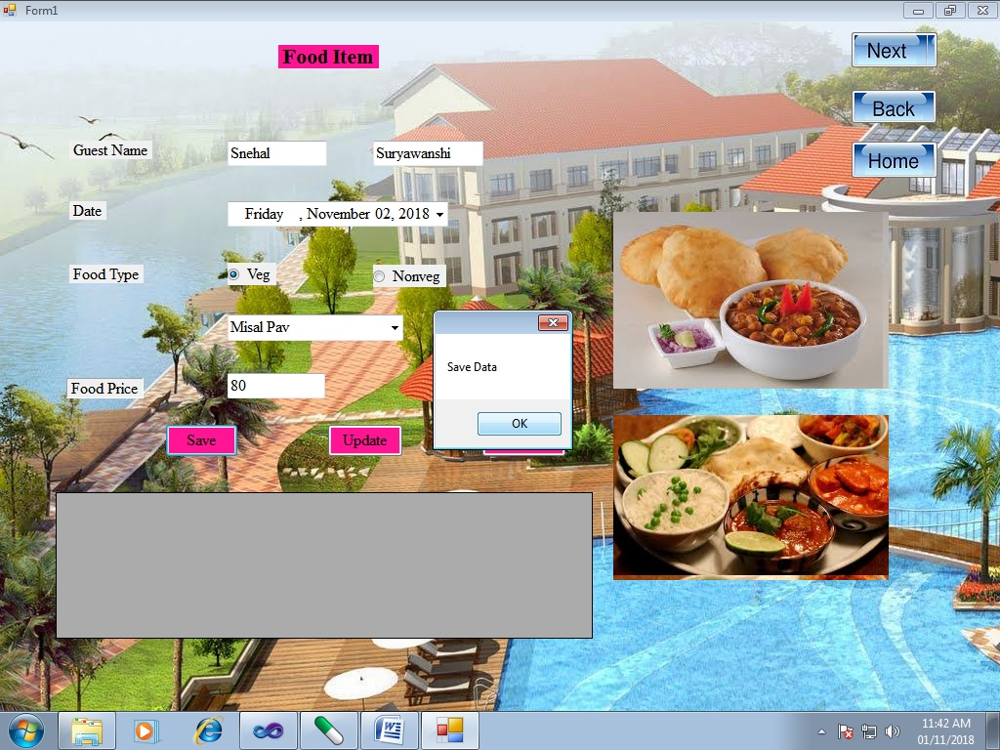 Form1
Food Item
Next
Back
Home
Guest Name
Snehal
Suryawanshi
Date
Friday , November 02, 2018
Food Type
Veg
Nonveg
Misal Pav
Save Data
OK
Food Price
80
Save
Update
11:42 AM
01/11/2018